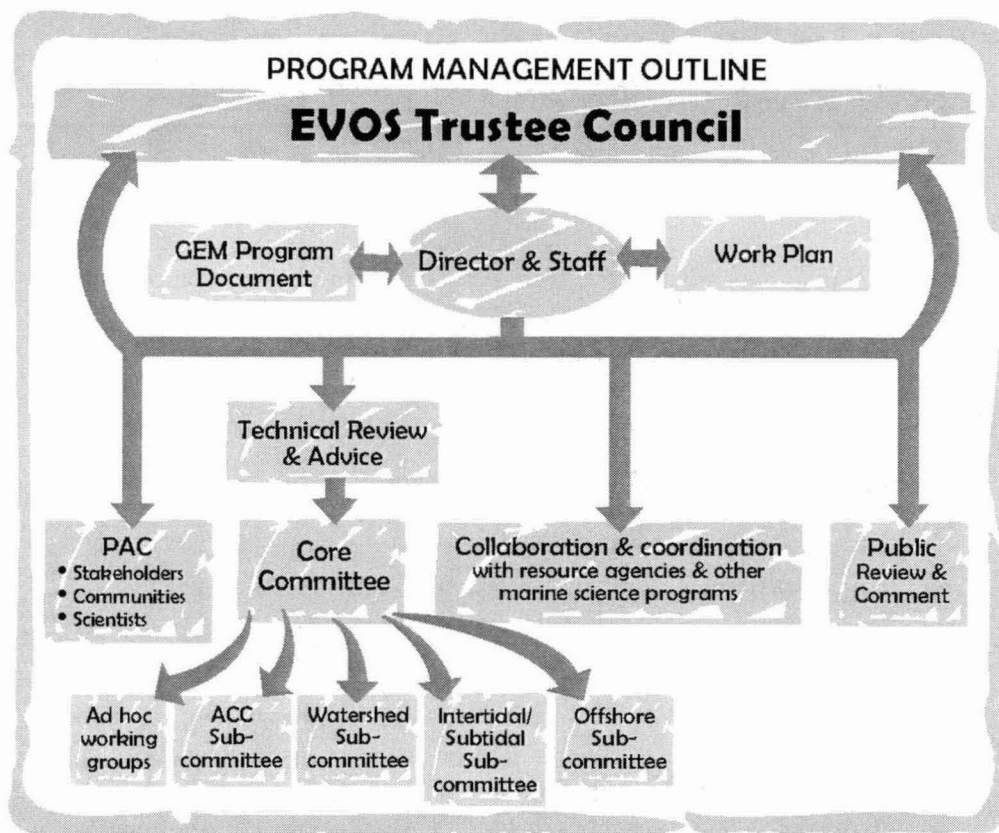 PROGRAM MANAGEMENT OUTLINE
EVOS Trustee Council
GEM Program
Document
Director & Staff
Work Plan
Technical Review
& Advice
PAC
• Stakeholders
• Communities
• Scientists
Core
Committee
Collaboration & coordination
with resource agencies & other
marine science programs
Public
Review &
Comment
Ad hoc
working
groups
ACC
Sub-
committee
Watershed
Sub-
committee
Intertidal/
Subtidal
Sub-
committee
Offshore
Sub-
committee